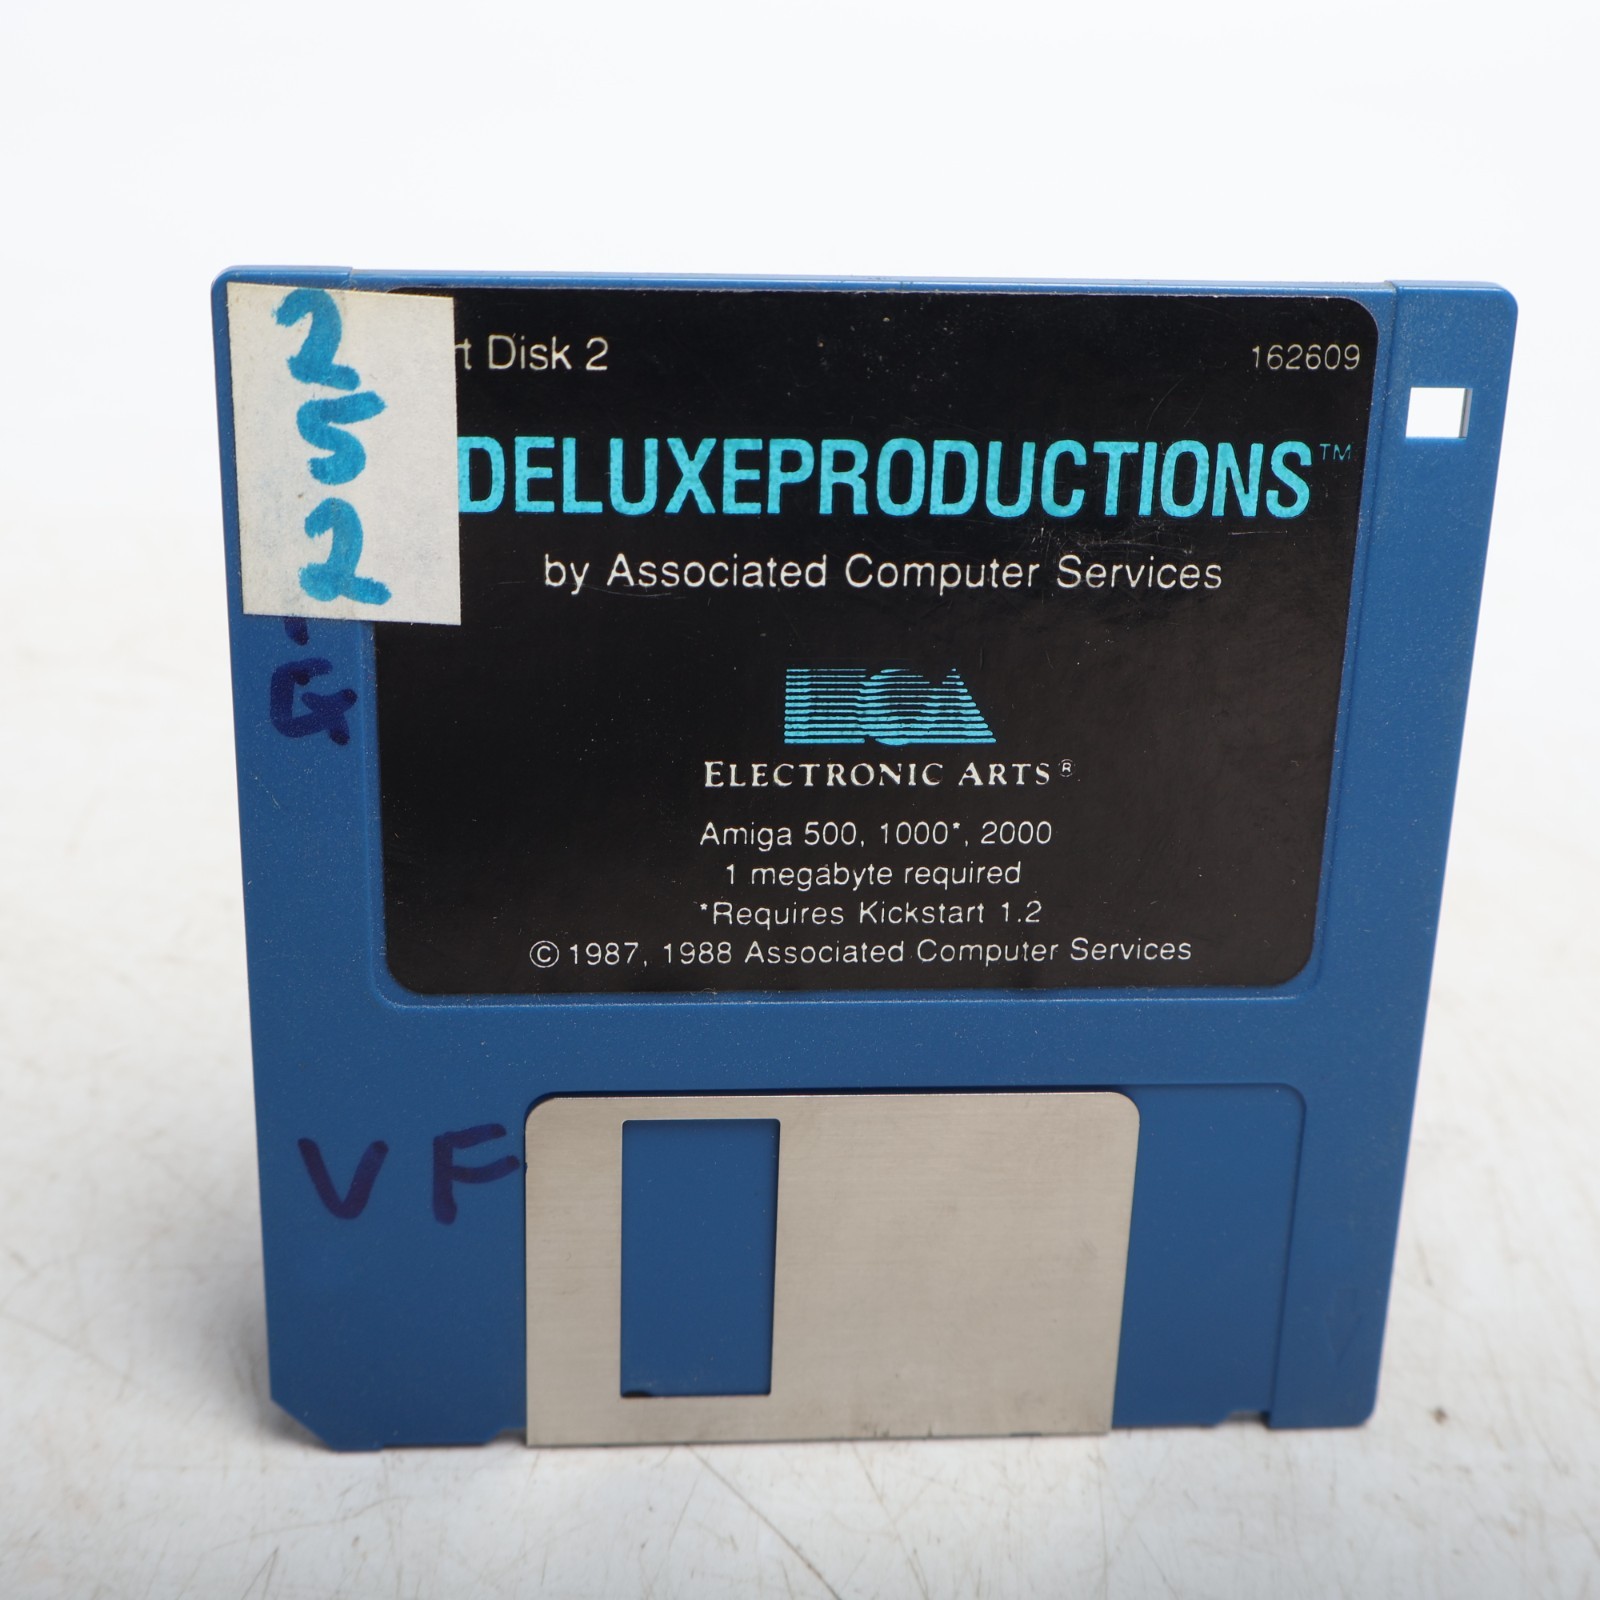 2
5
2
rt Disk 2
162609
DELUXEPRODUCTIONS™
by Associated Computer Services
EA
ELECTRONIC ARTS®
Amiga 500, 1000*, 2000
1 megabyte required
*Requires Kickstart 1.2
© 1987, 1988 Associated Computer Services
G
V F